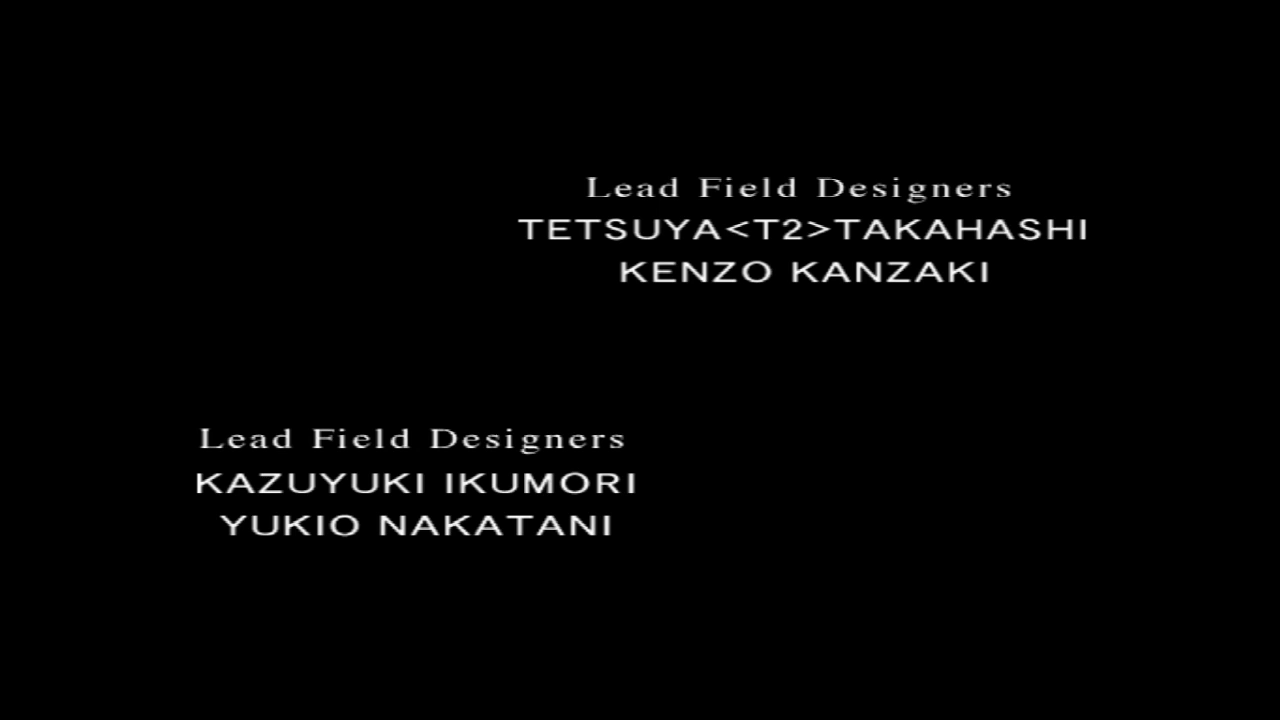 Lead Field Designers
TETSUYA<T2>TAKAHASHI
KENZO KANZAKI
Lead Field Designers
KAZUYUKI IKUMORI
YUKIO NAKATANI